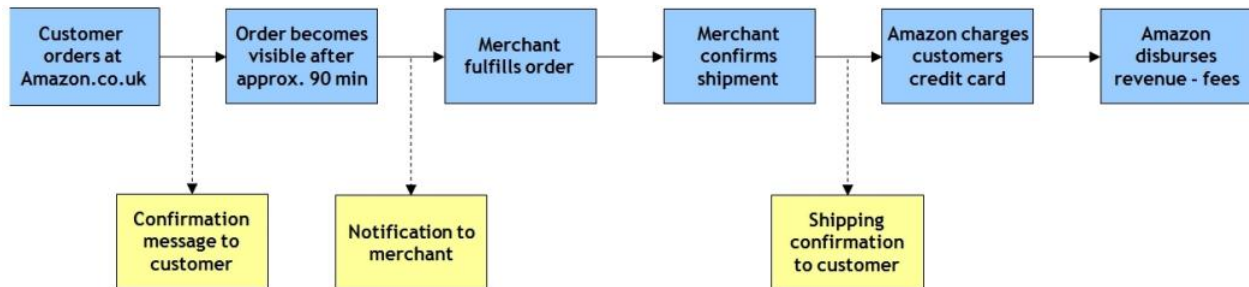 Customer
orders at
Amazon.co.uk
Order becomes
visible after
approx. 90 min
Merchant
fulfills order
Merchant
confirms
shipment
Amazon charges
customers
credit card
Amazon
disburses
revenue - fees
Confirmation
message to
customer
Notification to
merchant
Shipping
confirmation
to customer